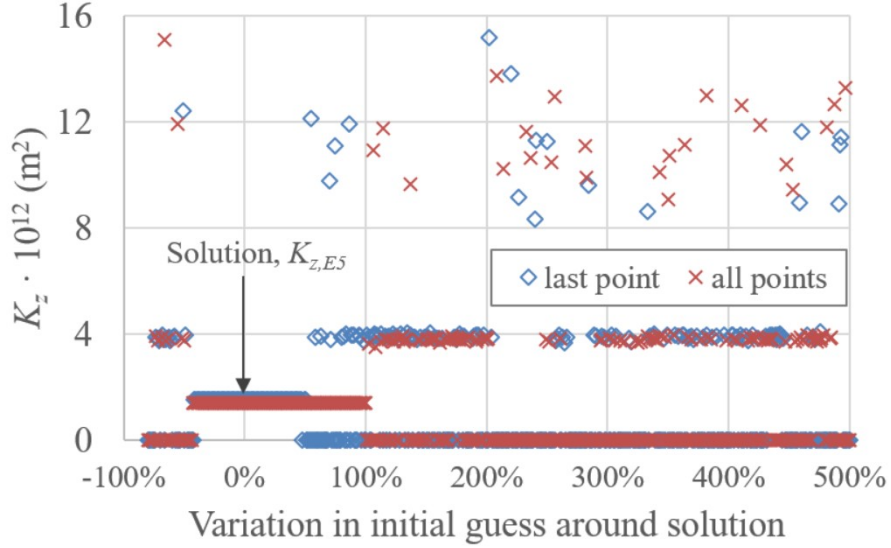 16
12
8
4
0
K_z · 10^12 (m^2)
Solution, K_z,E5
last point
all points
-100% 0% 100% 200% 300% 400% 500%
Variation in initial guess around solution